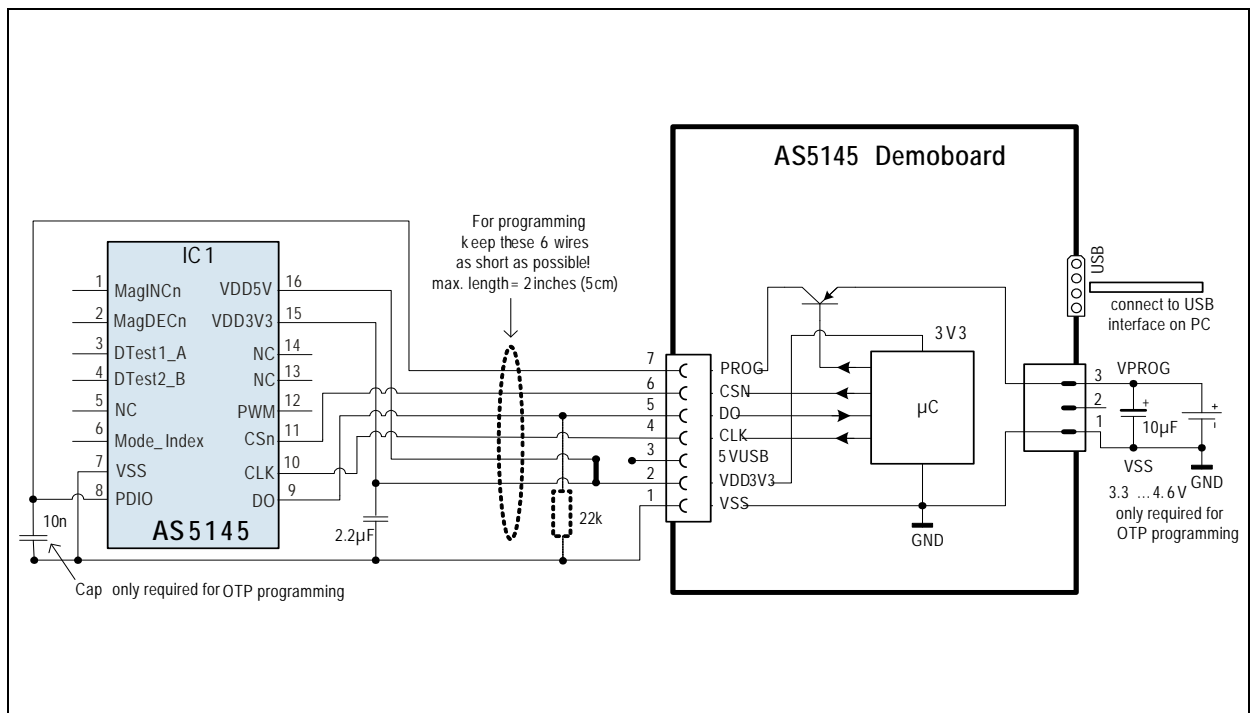 AS5145 Demoboard
For programming
keep these 6 wires
as short as possible!
max. length= 2 inches (5cm)
IC1
1 MagINCn
2 MagDECn
3 DTest1_A
4 DTest2_B
5 NC
6 Mode_Index
7 VSS
8 PDIO
VDD5V 16
VDD3V3 15
NC 14
NC 13
PWM 12
CSn 11
CLK 10
DO 9
AS5145
10n
Cap only required for OTP programming
2.2µF
22k
7 PROG
6 CSN
5 DO
4 CLK
3 5VUSB
2 VDD3V3
1 VSS
3V3
µC
GND
USB
connect to USB
interface on PC
3 VPROG
2
1
+
10µF
+
-
VSS
GND
3.3 ...4.6V
only required for
OTP programming